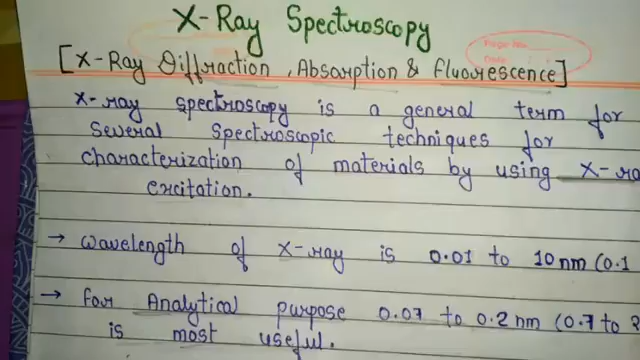 X-Ray Spectroscopy
[X-Ray Diffraction, Absorption & Fluorescence]
X-ray spectroscopy is a general term for
several spectroscopic techniques for
characterization of materials by using X-ra
excitation.
→ Wavelength of X-ray is 0.01 to 10nm (0.1
→ For Analytical purpose 0.07 to 0.2nm (0.7 to 2
is most useful.